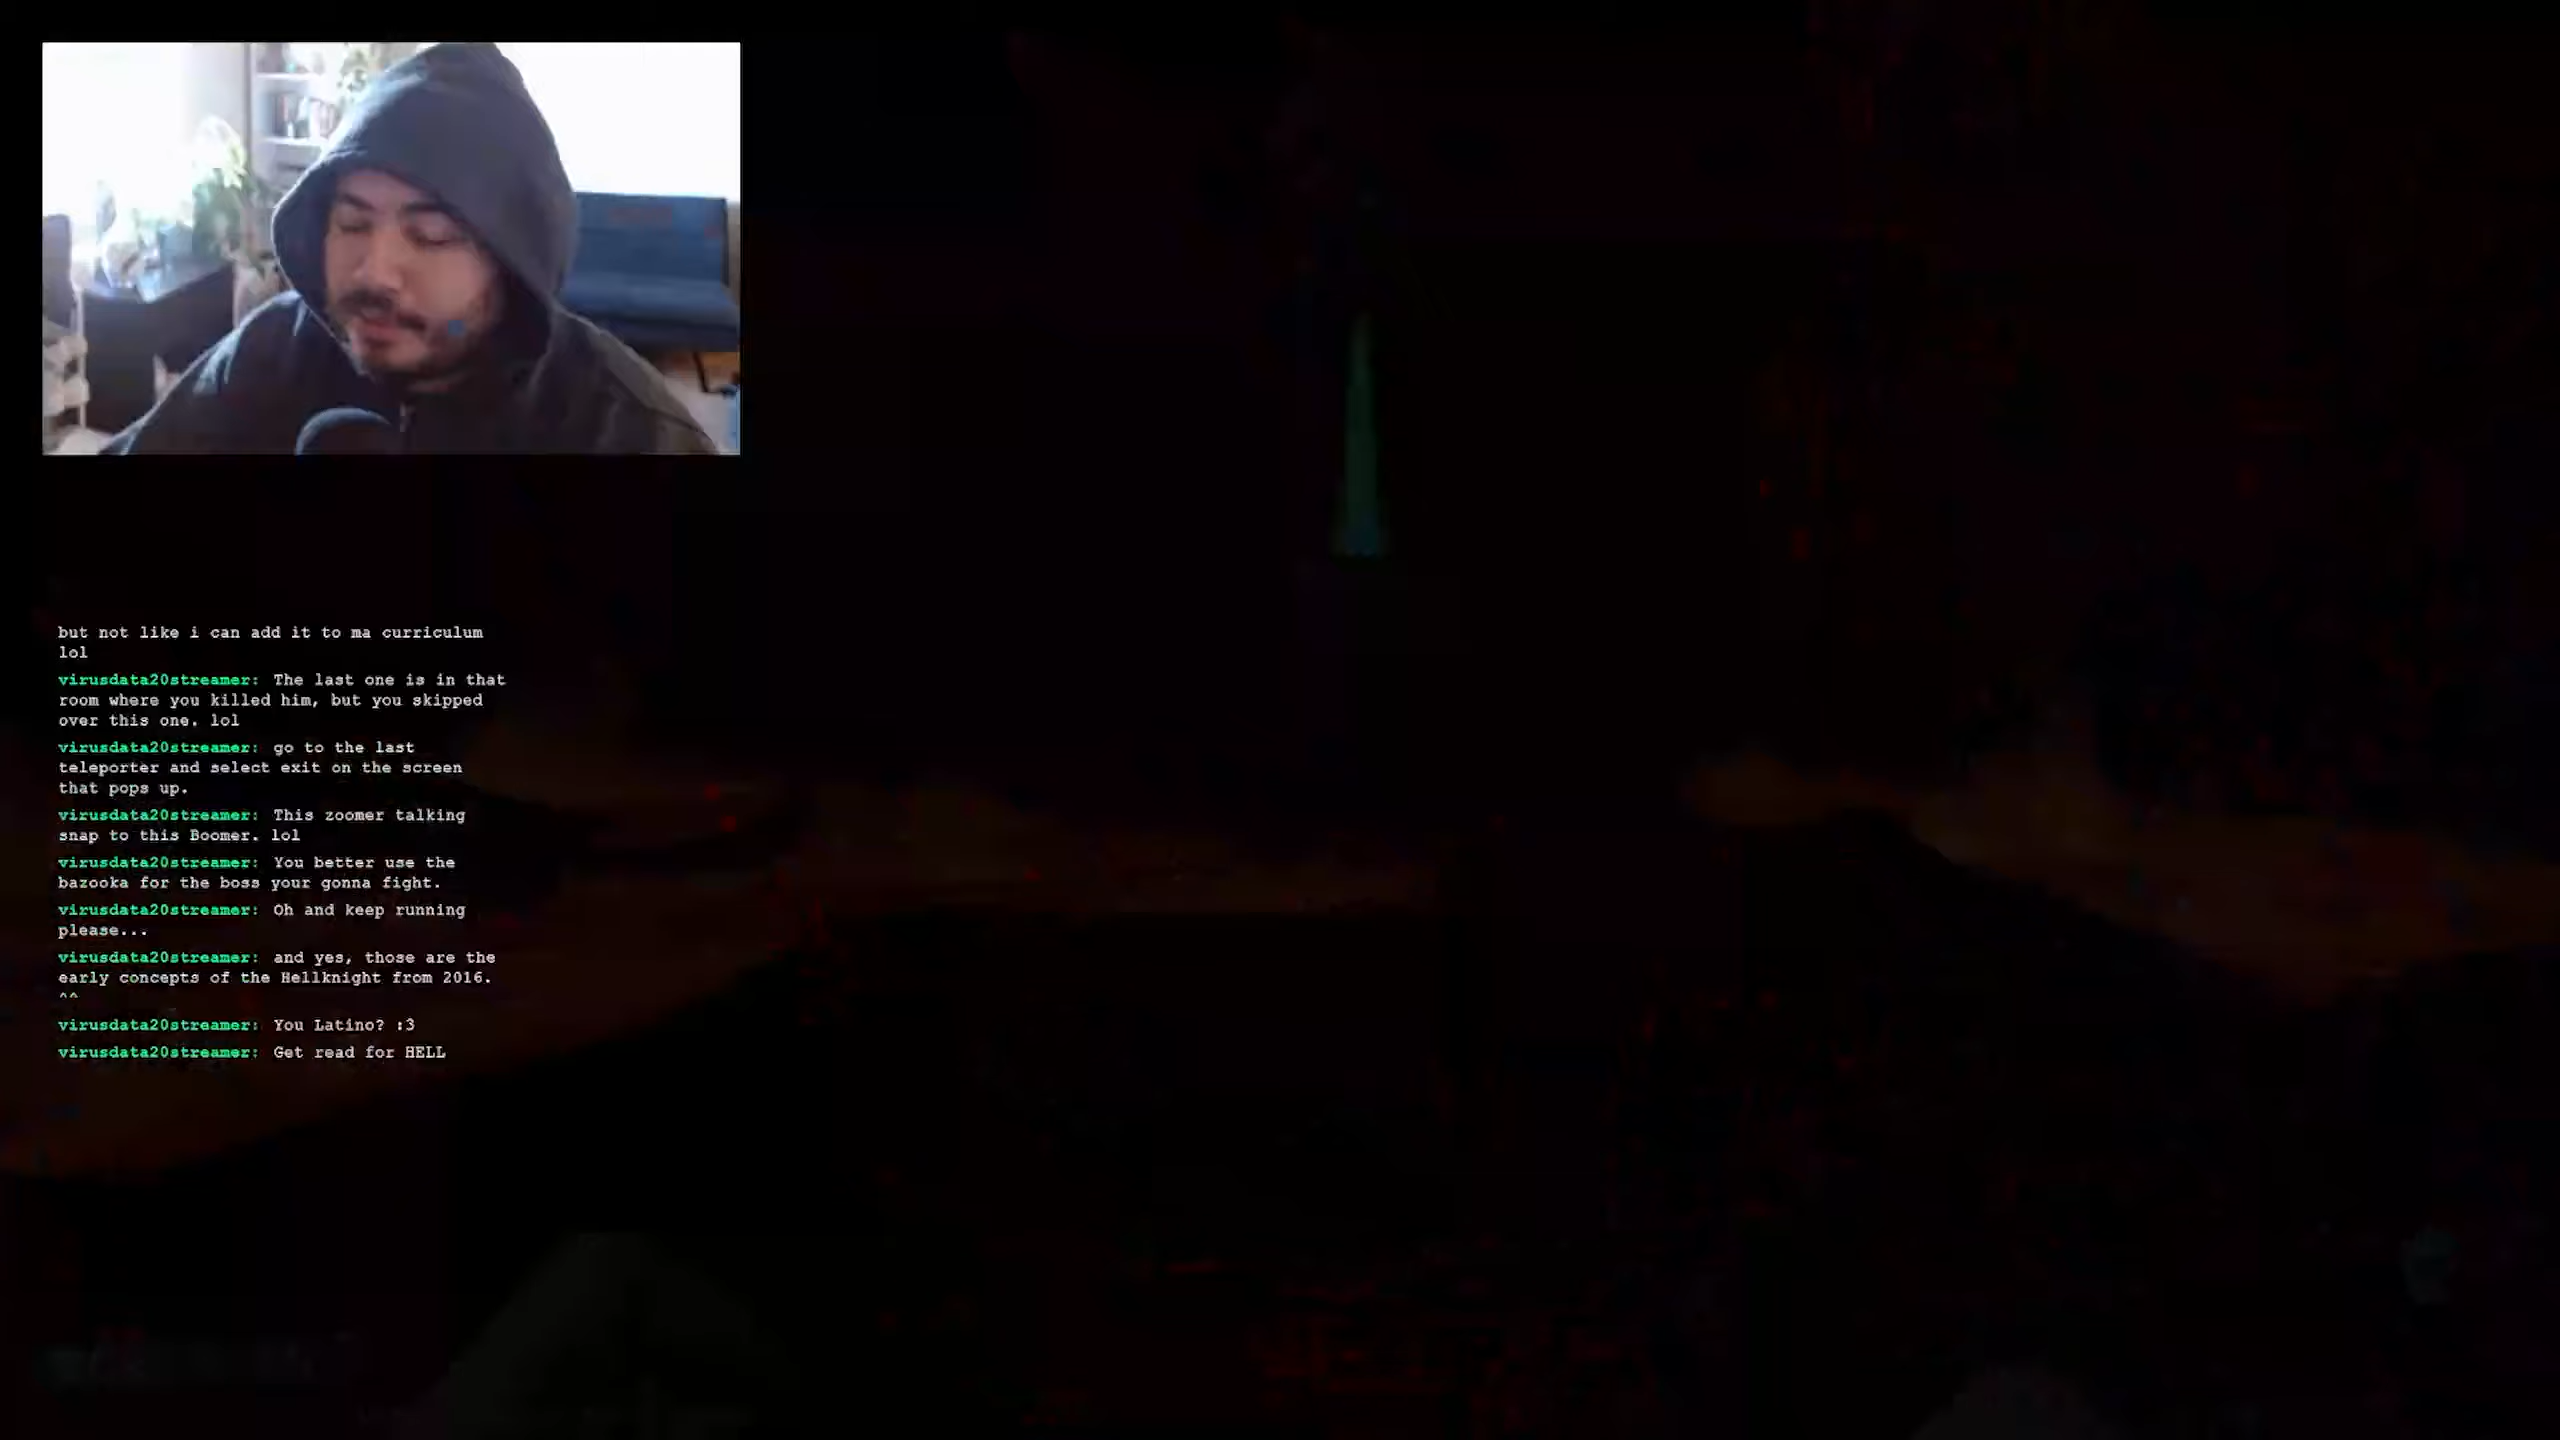 but not like i can add it to ma curriculum
lol
virusdata20streamer: The last one is in that
room where you killed him, but you skipped
over this one. lol
virusdata20streamer: go to the last
teleporter and select exit on the screen
that pops up.
virusdata20streamer: This zoomer talking
snap to this Boomer. lol
virusdata20streamer: You better use the
bazooka for the boss your gonna fight.
virusdata20streamer: Oh and keep running
please...
virusdata20streamer: and yes, those are the
early concepts of the Hellknight from 2016.
^^
virusdata20streamer: You Latino? :3
virusdata20streamer: Get read for HELL